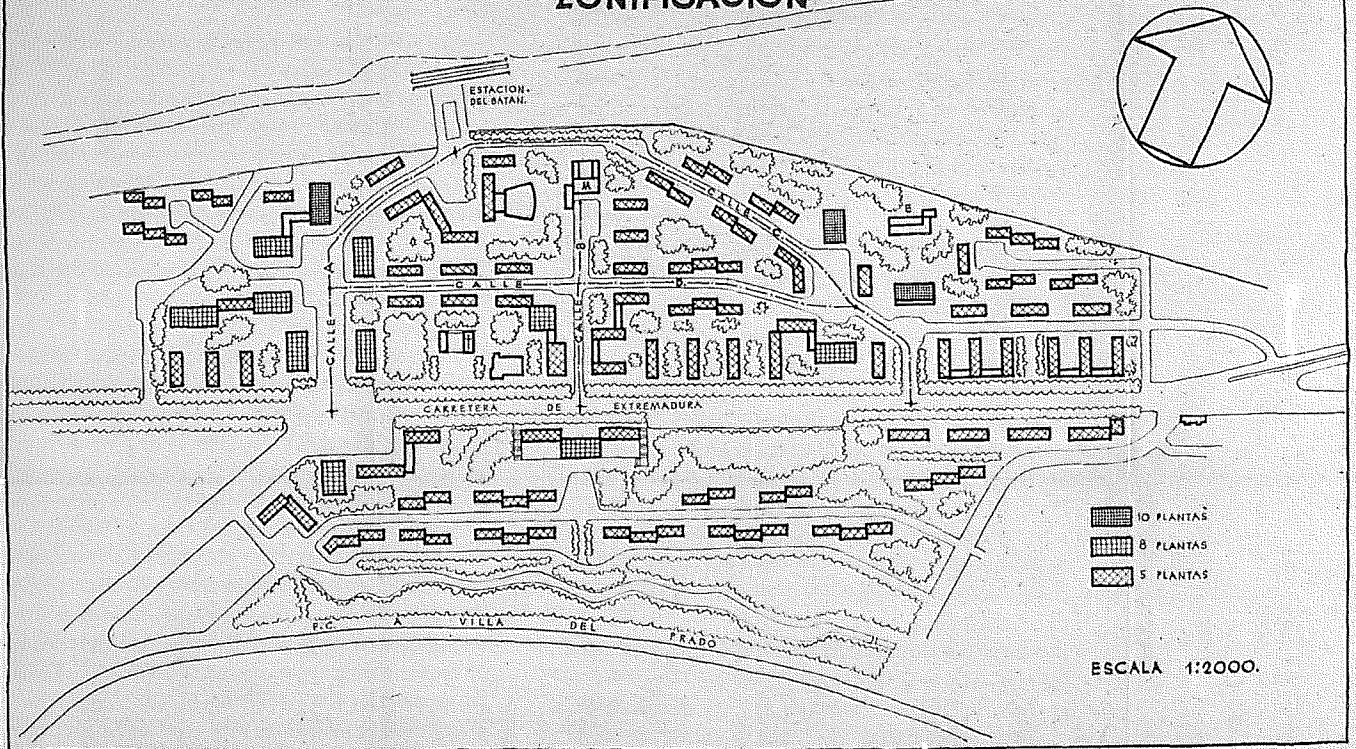 ZONIFICACION
ESTACION.
DEL BATAN.
CALLE A
CALLE B
CALLE C
CALLE D.
CARRETERA DE EXTREMADURA
F.C. A VILLA DEL PRADO
10 PLANTAS
8 PLANTAS
5 PLANTAS
ESCALA 1:2000.